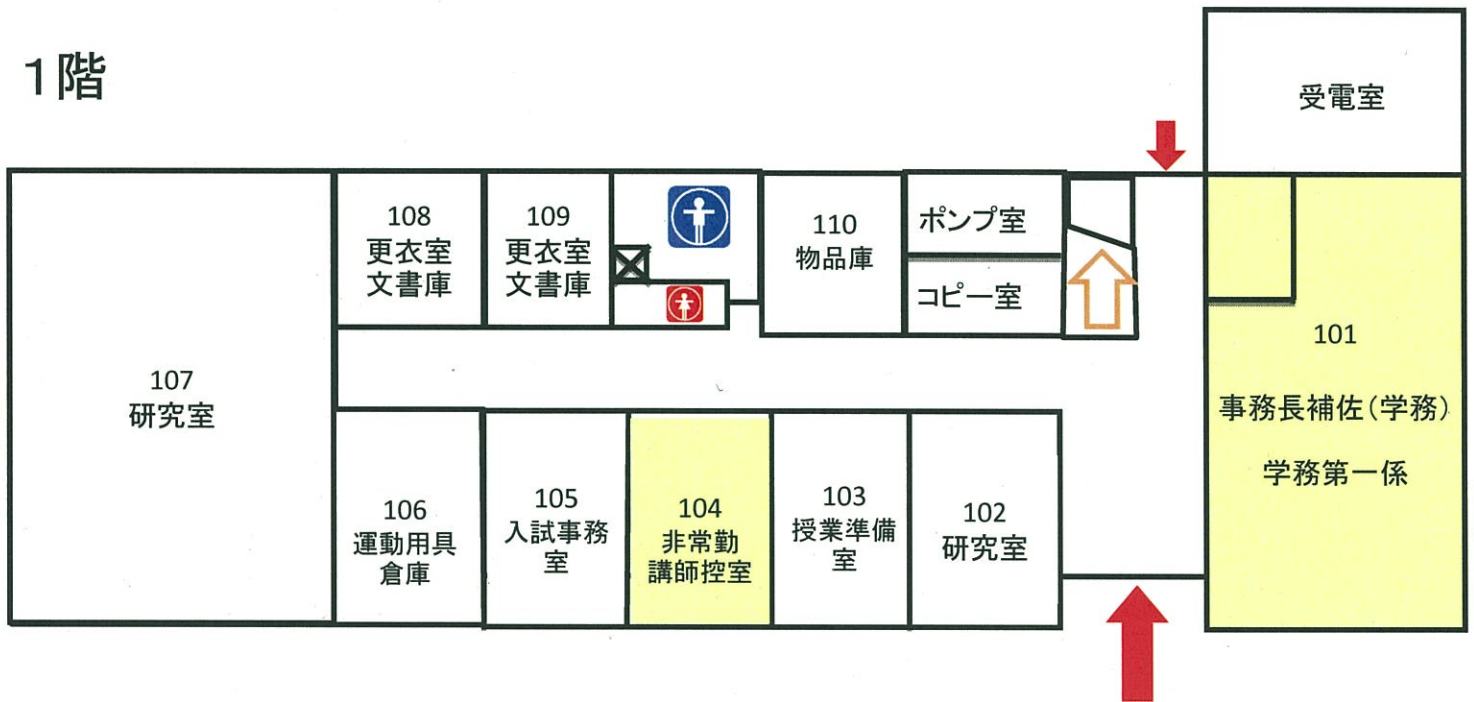 1階
受電室
108
更衣室
文書庫
109
更衣室
文書庫
110
物品庫
ポンプ室
コピー室
101
事務長補佐(学務)
学務第一係
107
研究室
106
運動用具
倉庫
105
入試事務
室
104
非常勤
講師控室
103
授業準備
室
102
研究室